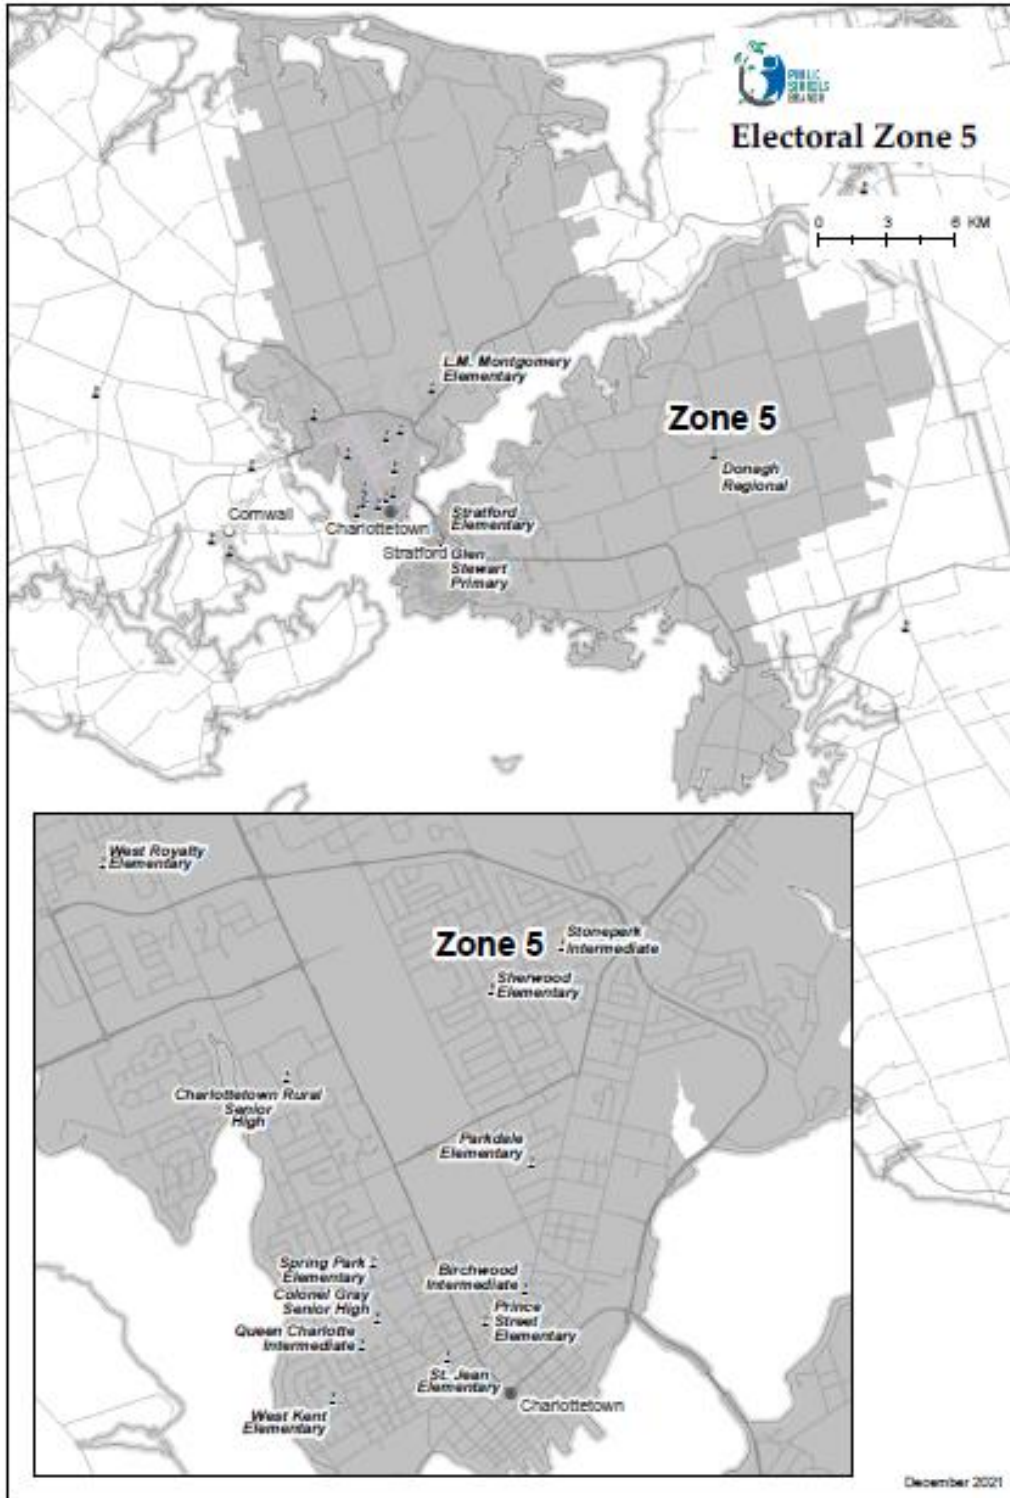 PUBLIC
SCHOOLS
BRANCH
Electoral Zone 5
0 3 6 KM
L.M. Montgomery
Elementary
Zone 5
Donagh
Regional
Stratford
Elementary
Cornwall
Charlottetown
Stratford
Glen
Stewart
Primary
West Royalty
Elementary
Zone 5
Stonepark
Intermediate
Sherwood
Elementary
Charlottetown Rural
Senior
High
Parkdale
Elementary
Spring Park
Elementary
Colonel Gray
Senior High
Queen Charlotte
Intermediate
Birchwood
Intermediate
Prince
Street
Elementary
St. Jean
Elementary
Charlottetown
West Kent
Elementary
December 2021